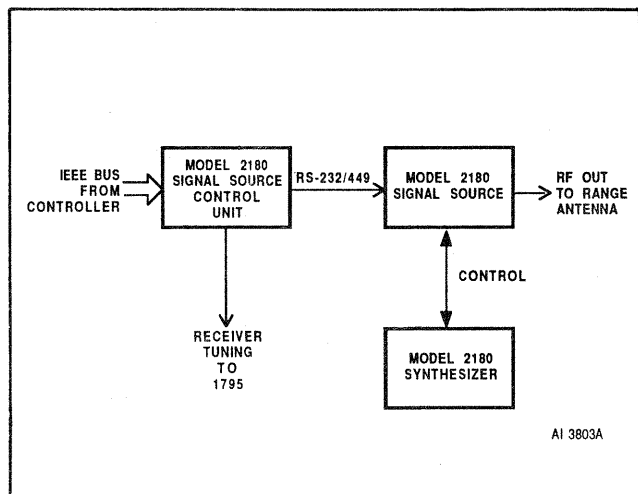 IEEE BUS
FROM
CONTROLLER
MODEL 2180
SIGNAL SOURCE
CONTROL
UNIT
RS-232/449
MODEL 2180
SIGNAL SOURCE
RF OUT
TO RANGE
ANTENNA
CONTROL
RECEIVER
TUNING
TO
1795
MODEL 2180
SYNTHESIZER
AI 3803A